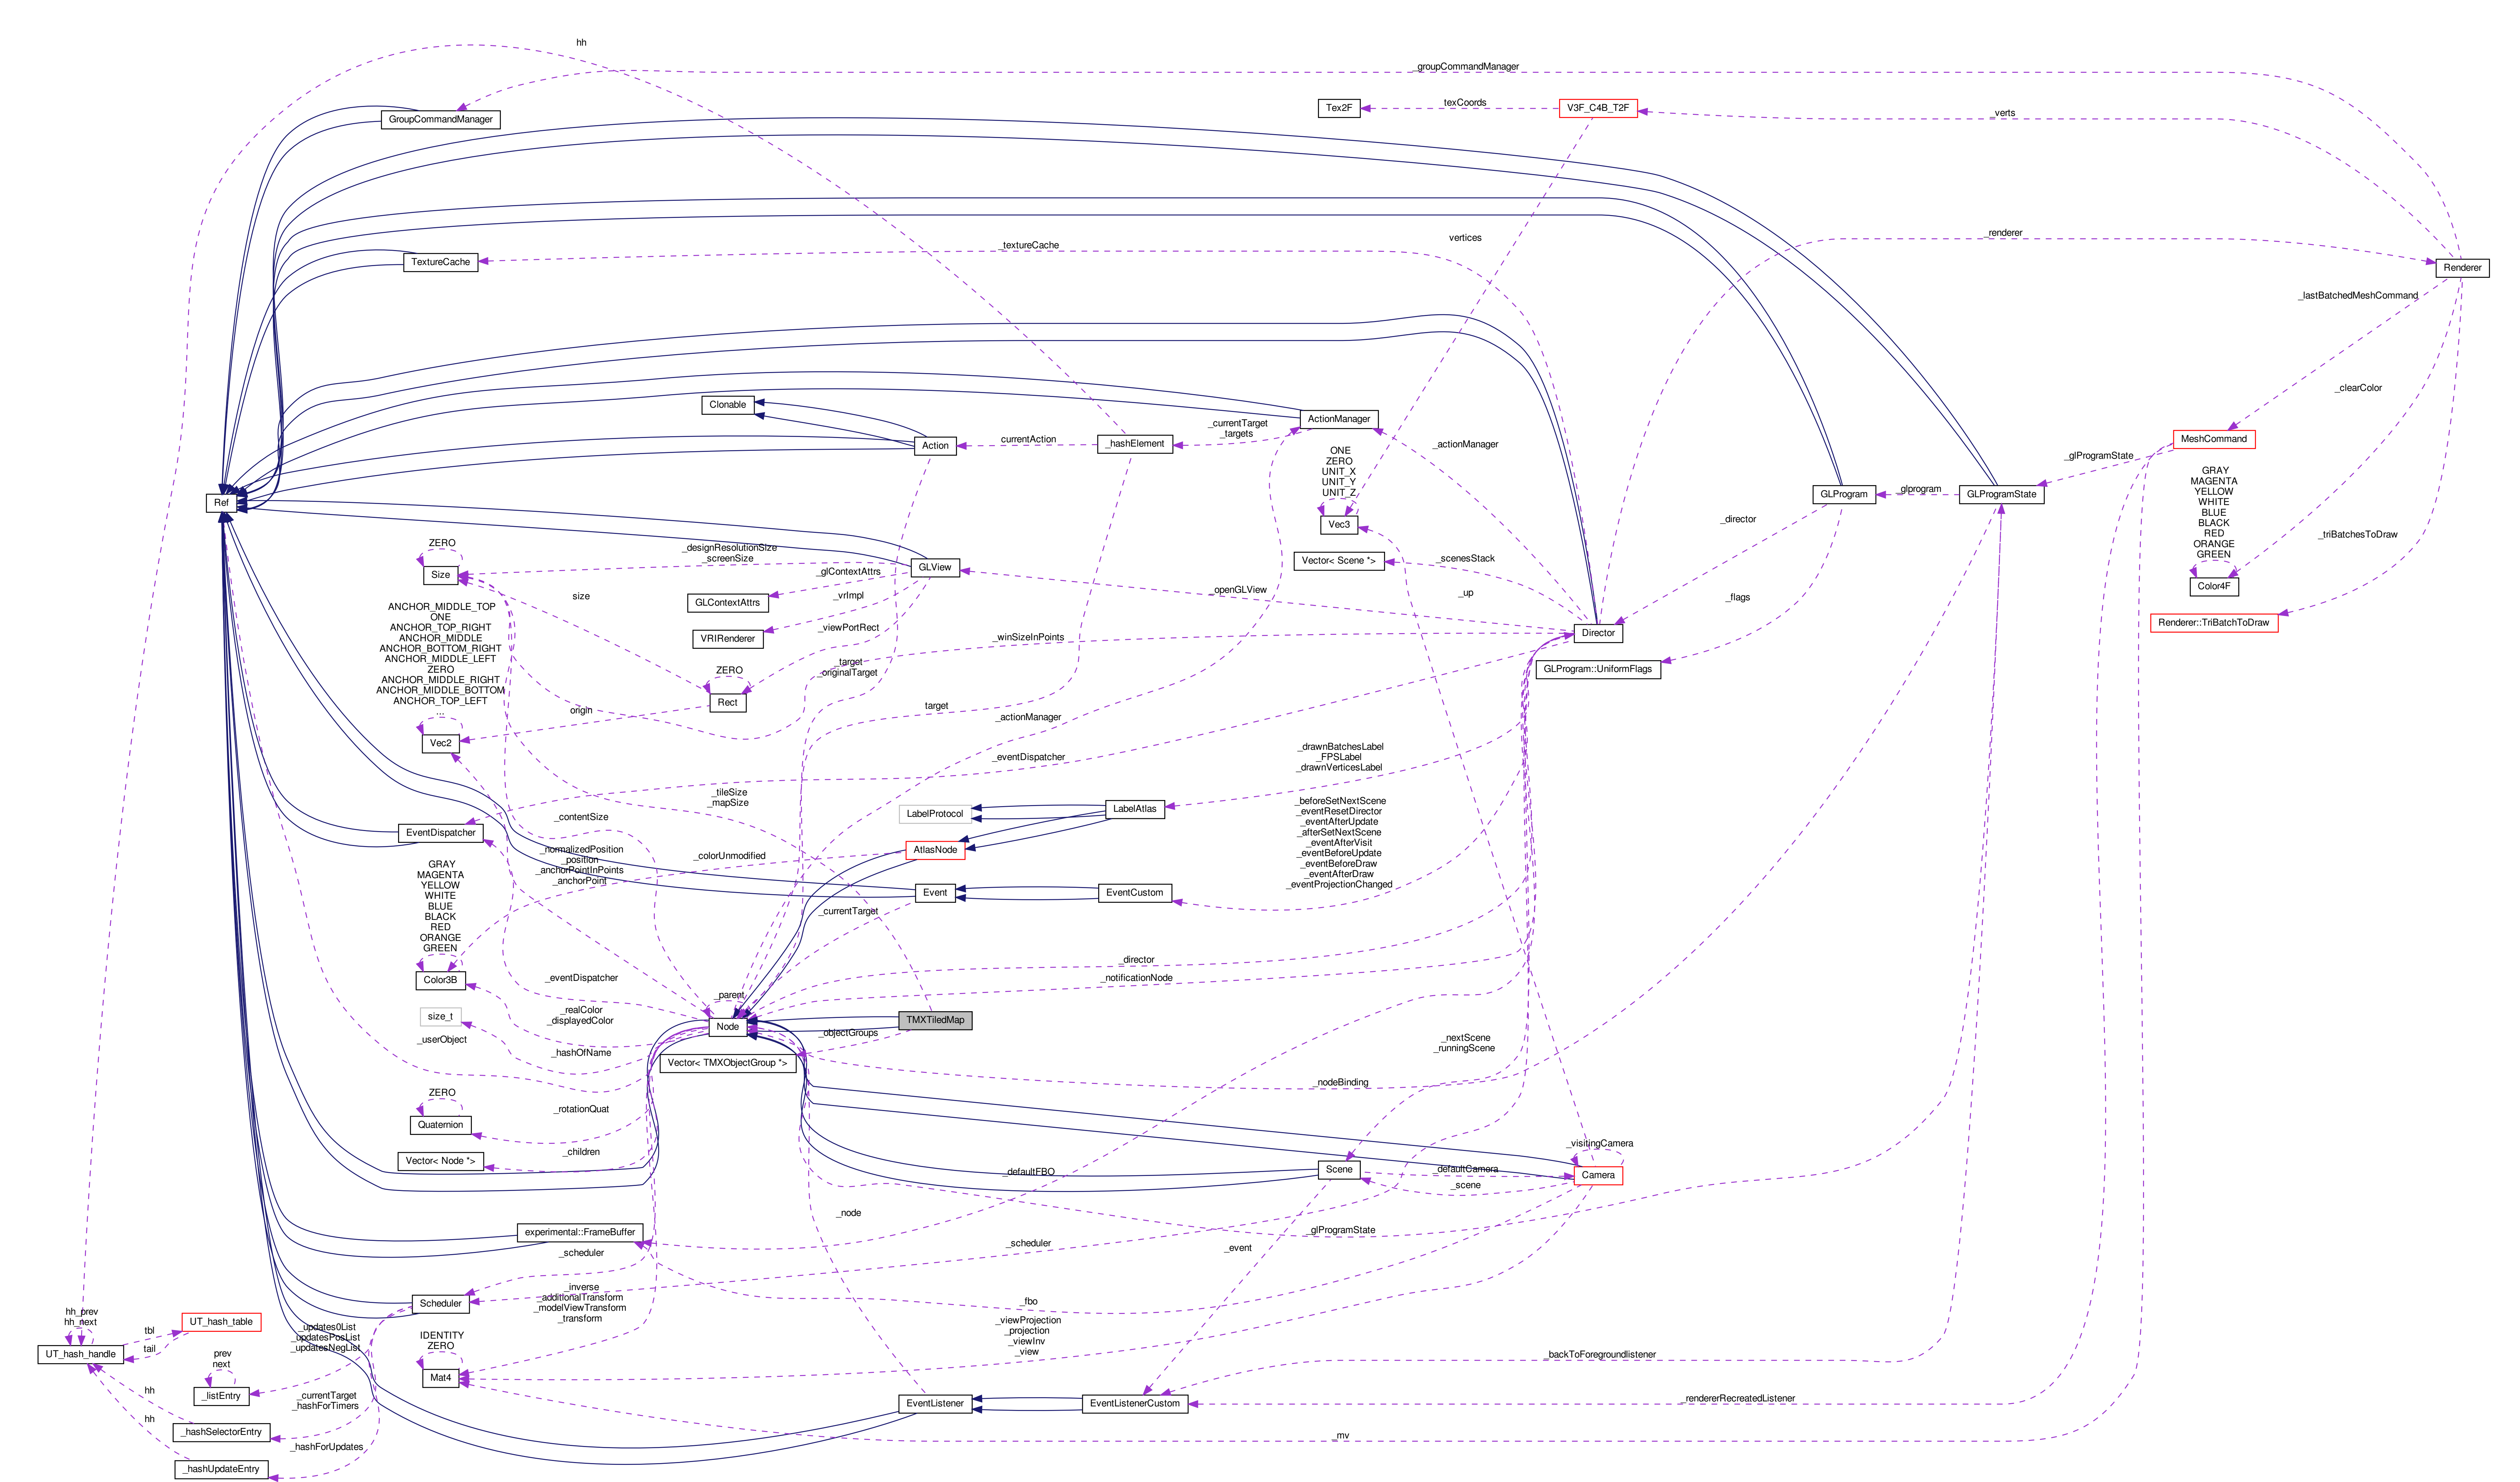 hh
_groupCommandManager
GroupCommandManager
Tex2F
texCoords
V3F_C4B_T2F
_verts
_textureCache
TextureCache
vertices
_renderer
Renderer
_lastBatchedMeshCommand
_clearColor
Clonable
Action
currentAction
_hashElement
_currentTarget
_targets
ActionManager
_actionManager
MeshCommand
_glProgramState
ONE
ZERO
UNIT_X
UNIT_Y
UNIT_Z
Vec3
GLProgram
glprogram
GLProgramState
GRAY
MAGENTA
YELLOW
WHITE
BLUE
BLACK
RED
ORANGE
GREEN
Color4F
_triBatchesToDraw
Renderer::TriBatchToDraw
Ref
ZERO
Size
_designResolutionSize
_screenSize
GLView
_glContextAttrs
GLContextAttrs
size
_vrImpl
VRIRenderer
_viewPortRect
_openGLView
_director
Vector< Scene *>
_scenesStack
_up
_flags
Director
_winSizeInPoints
GLProgram::UniformFlags
ANCHOR_MIDDLE_TOP
ONE
ANCHOR_TOP_RIGHT
ANCHOR_MIDDLE
ANCHOR_BOTTOM_RIGHT
ANCHOR_MIDDLE_LEFT
ZERO
ANCHOR_MIDDLE_RIGHT
ANCHOR_MIDDLE_BOTTOM
ANCHOR_TOP_LEFT
...
Vec2
ZERO
Rect
origin
_target
_originalTarget
target
_actionManager
_eventDispatcher
_drawnBatchesLabel
_FPSLabel
_drawnVerticesLabel
_tileSize
_mapSize
LabelProtocol
LabelAtlas
EventDispatcher
_contentSize
_normalizedPosition
_position
_anchorPointInPoints
_anchorPoint
_colorUnmodified
AtlasNode
_beforeSetNextScene
_eventResetDirector
_eventAfterUpdate
_afterSetNextScene
_eventAfterVisit
_eventBeforeUpdate
_eventBeforeDraw
_eventAfterDraw
_eventProjectionChanged
Event
EventCustom
_currentTarget
GRAY
MAGENTA
YELLOW
WHITE
BLUE
BLACK
RED
ORANGE
GREEN
Color3B
_eventDispatcher
_director
_notificationNode
_parent
Node
TMXTiledMap
_objectGroups
Vector< TMXObjectGroup *>
size_t
_realColor
_displayedColor
_userObject
_hashOfName
_nextScene
_runningScene
_nodeBinding
ZERO
Quaternion
_rotationQuat
Vector< Node *>
_children
_visitingCamera
Scene
_defaultCamera
Camera
_scene
_defaultFBO
experimental::FrameBuffer
_node
_glProgramState
_scheduler
_scheduler
_event
Scheduler
_inverse
_additionalTransform
_modelViewTransform
_transform
_fbo
_viewProjection
_projection
_viewInv
_view
hh_prev
hh_next
UT_hash_handle
tbl
tail
UT_hash_table
_updates0List
_updatesPosList
_updatesNegList
prev
next
_listEntry
IDENTITY
ZERO
Mat4
_backToForegroundlistener
hh
_currentTarget
_hashForTimers
_hashSelectorEntry
EventListener
EventListenerCustom
_rendererRecreatedListener
hh
_hashForUpdates
_hashUpdateEntry
_mv